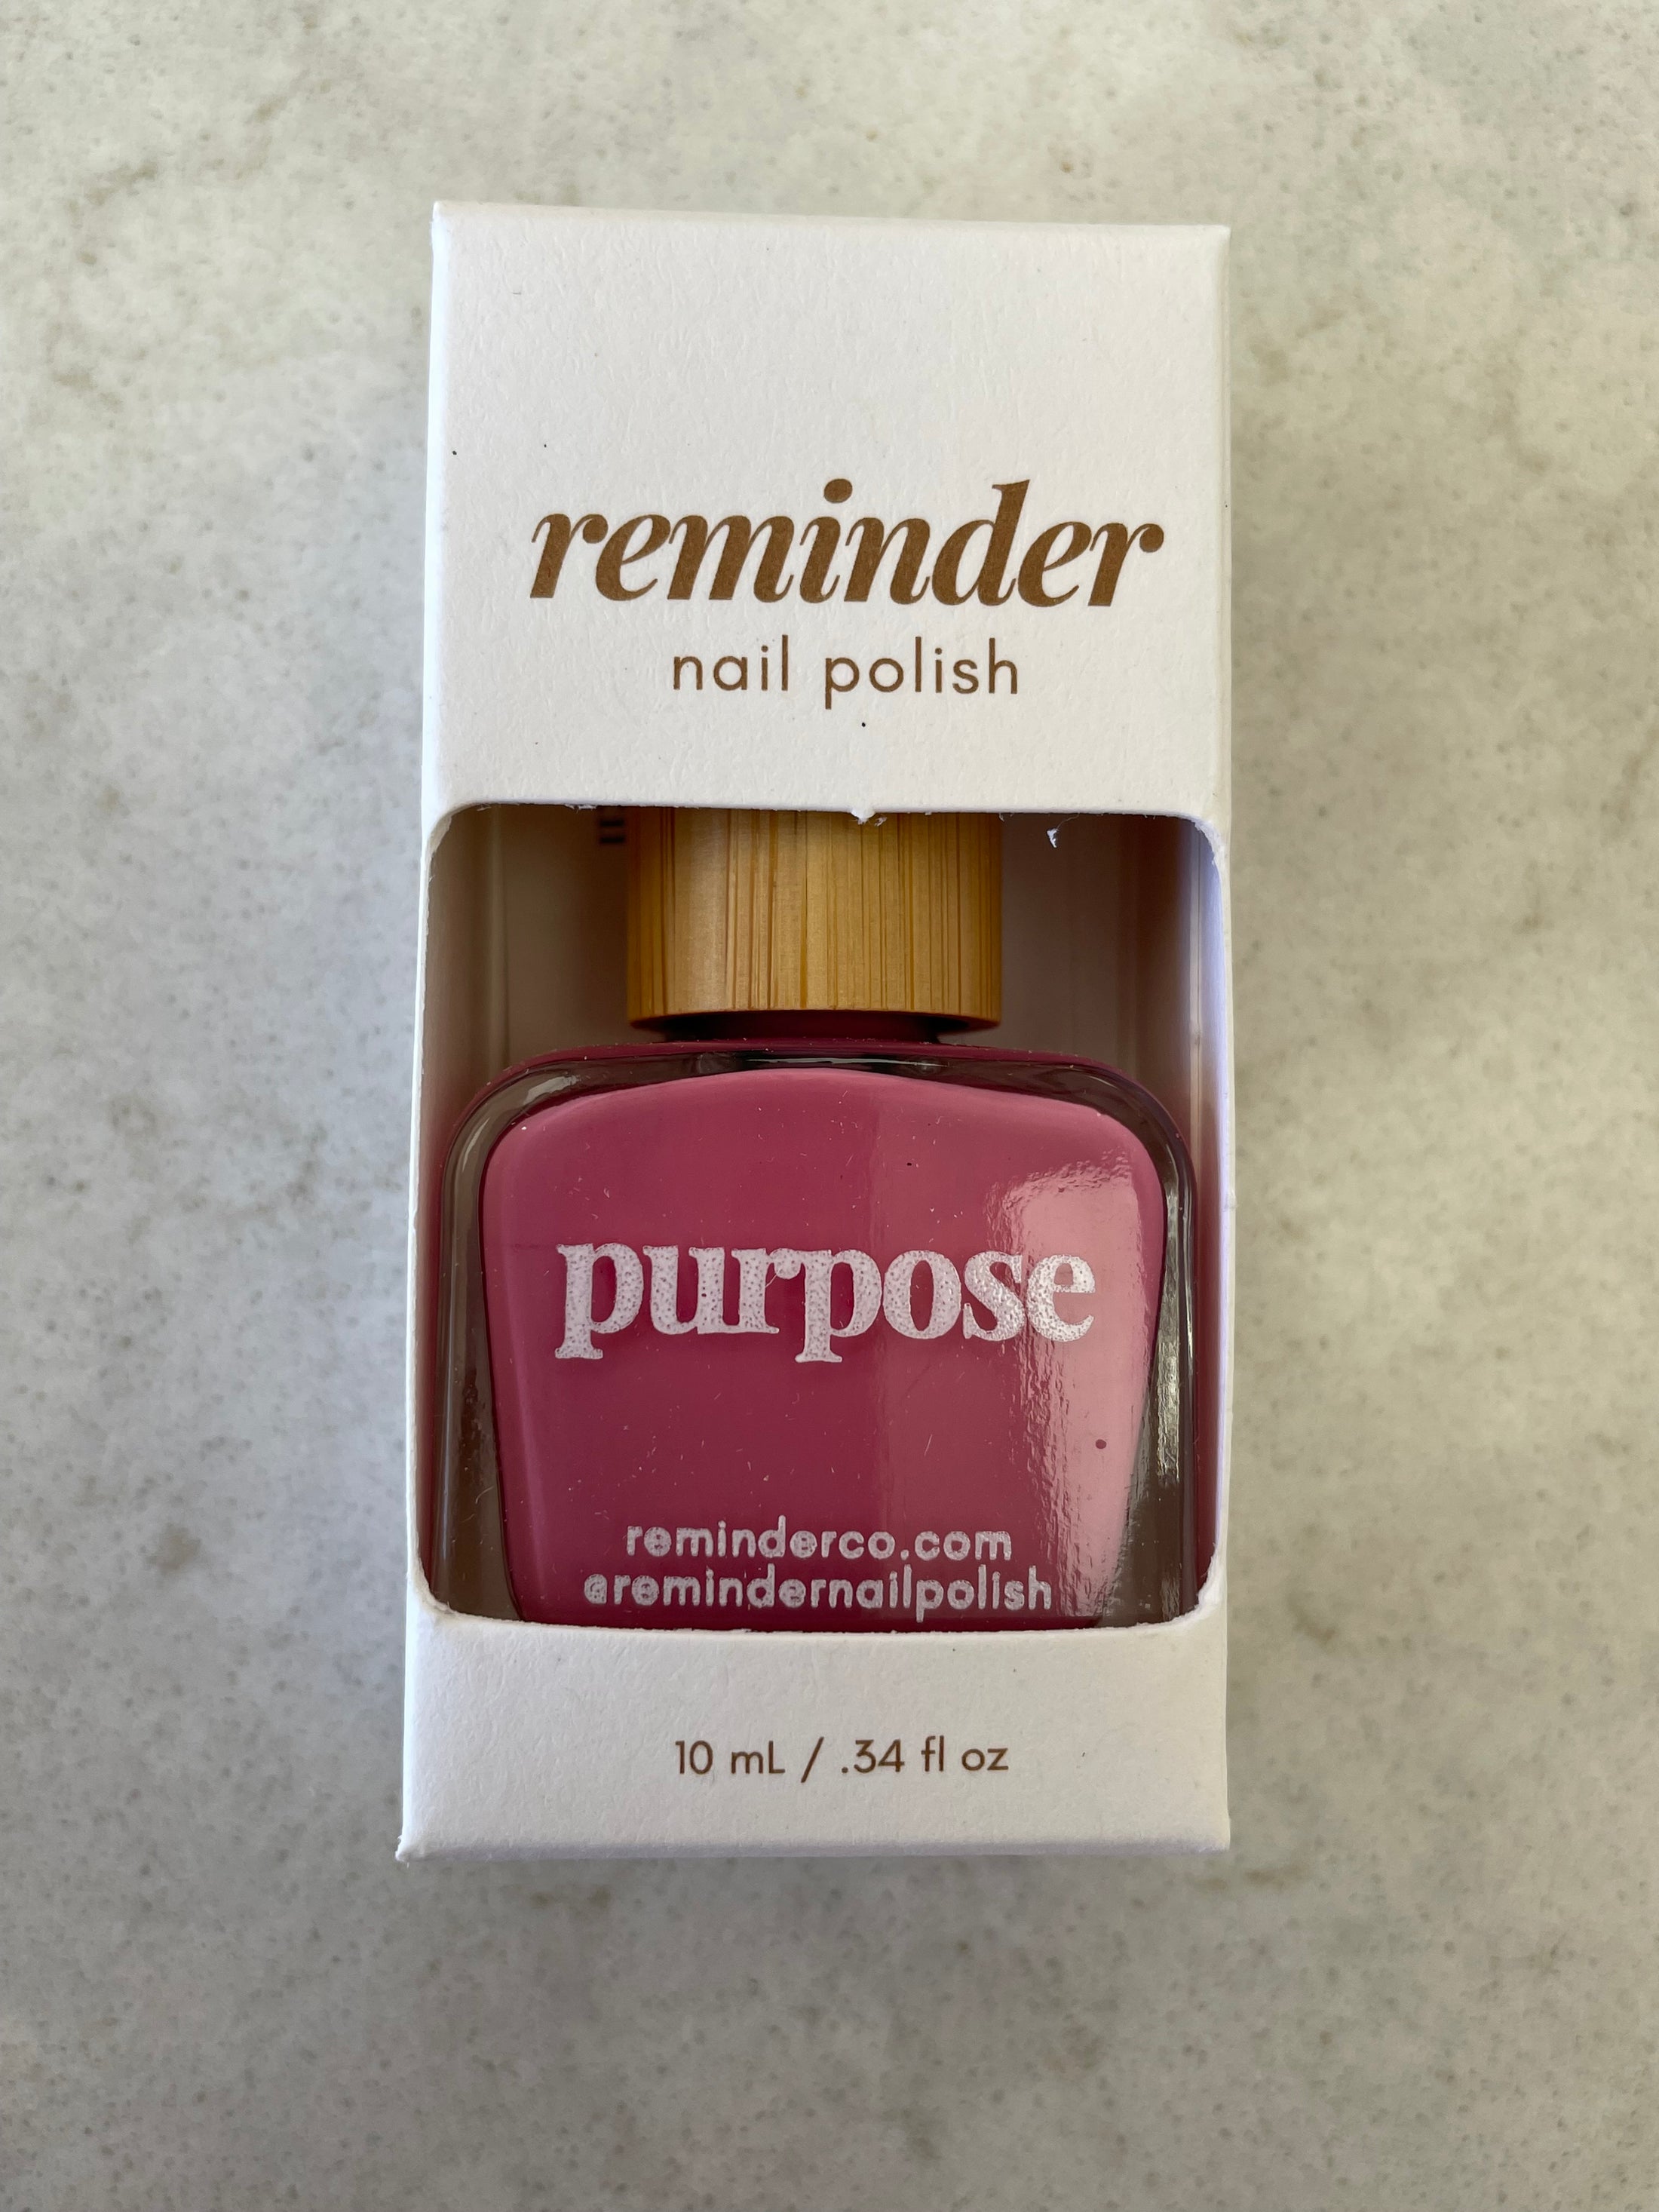 reminder
nail polish
purpose
reminderco.com
@remindernailpolish
10 mL / .34 fl oz